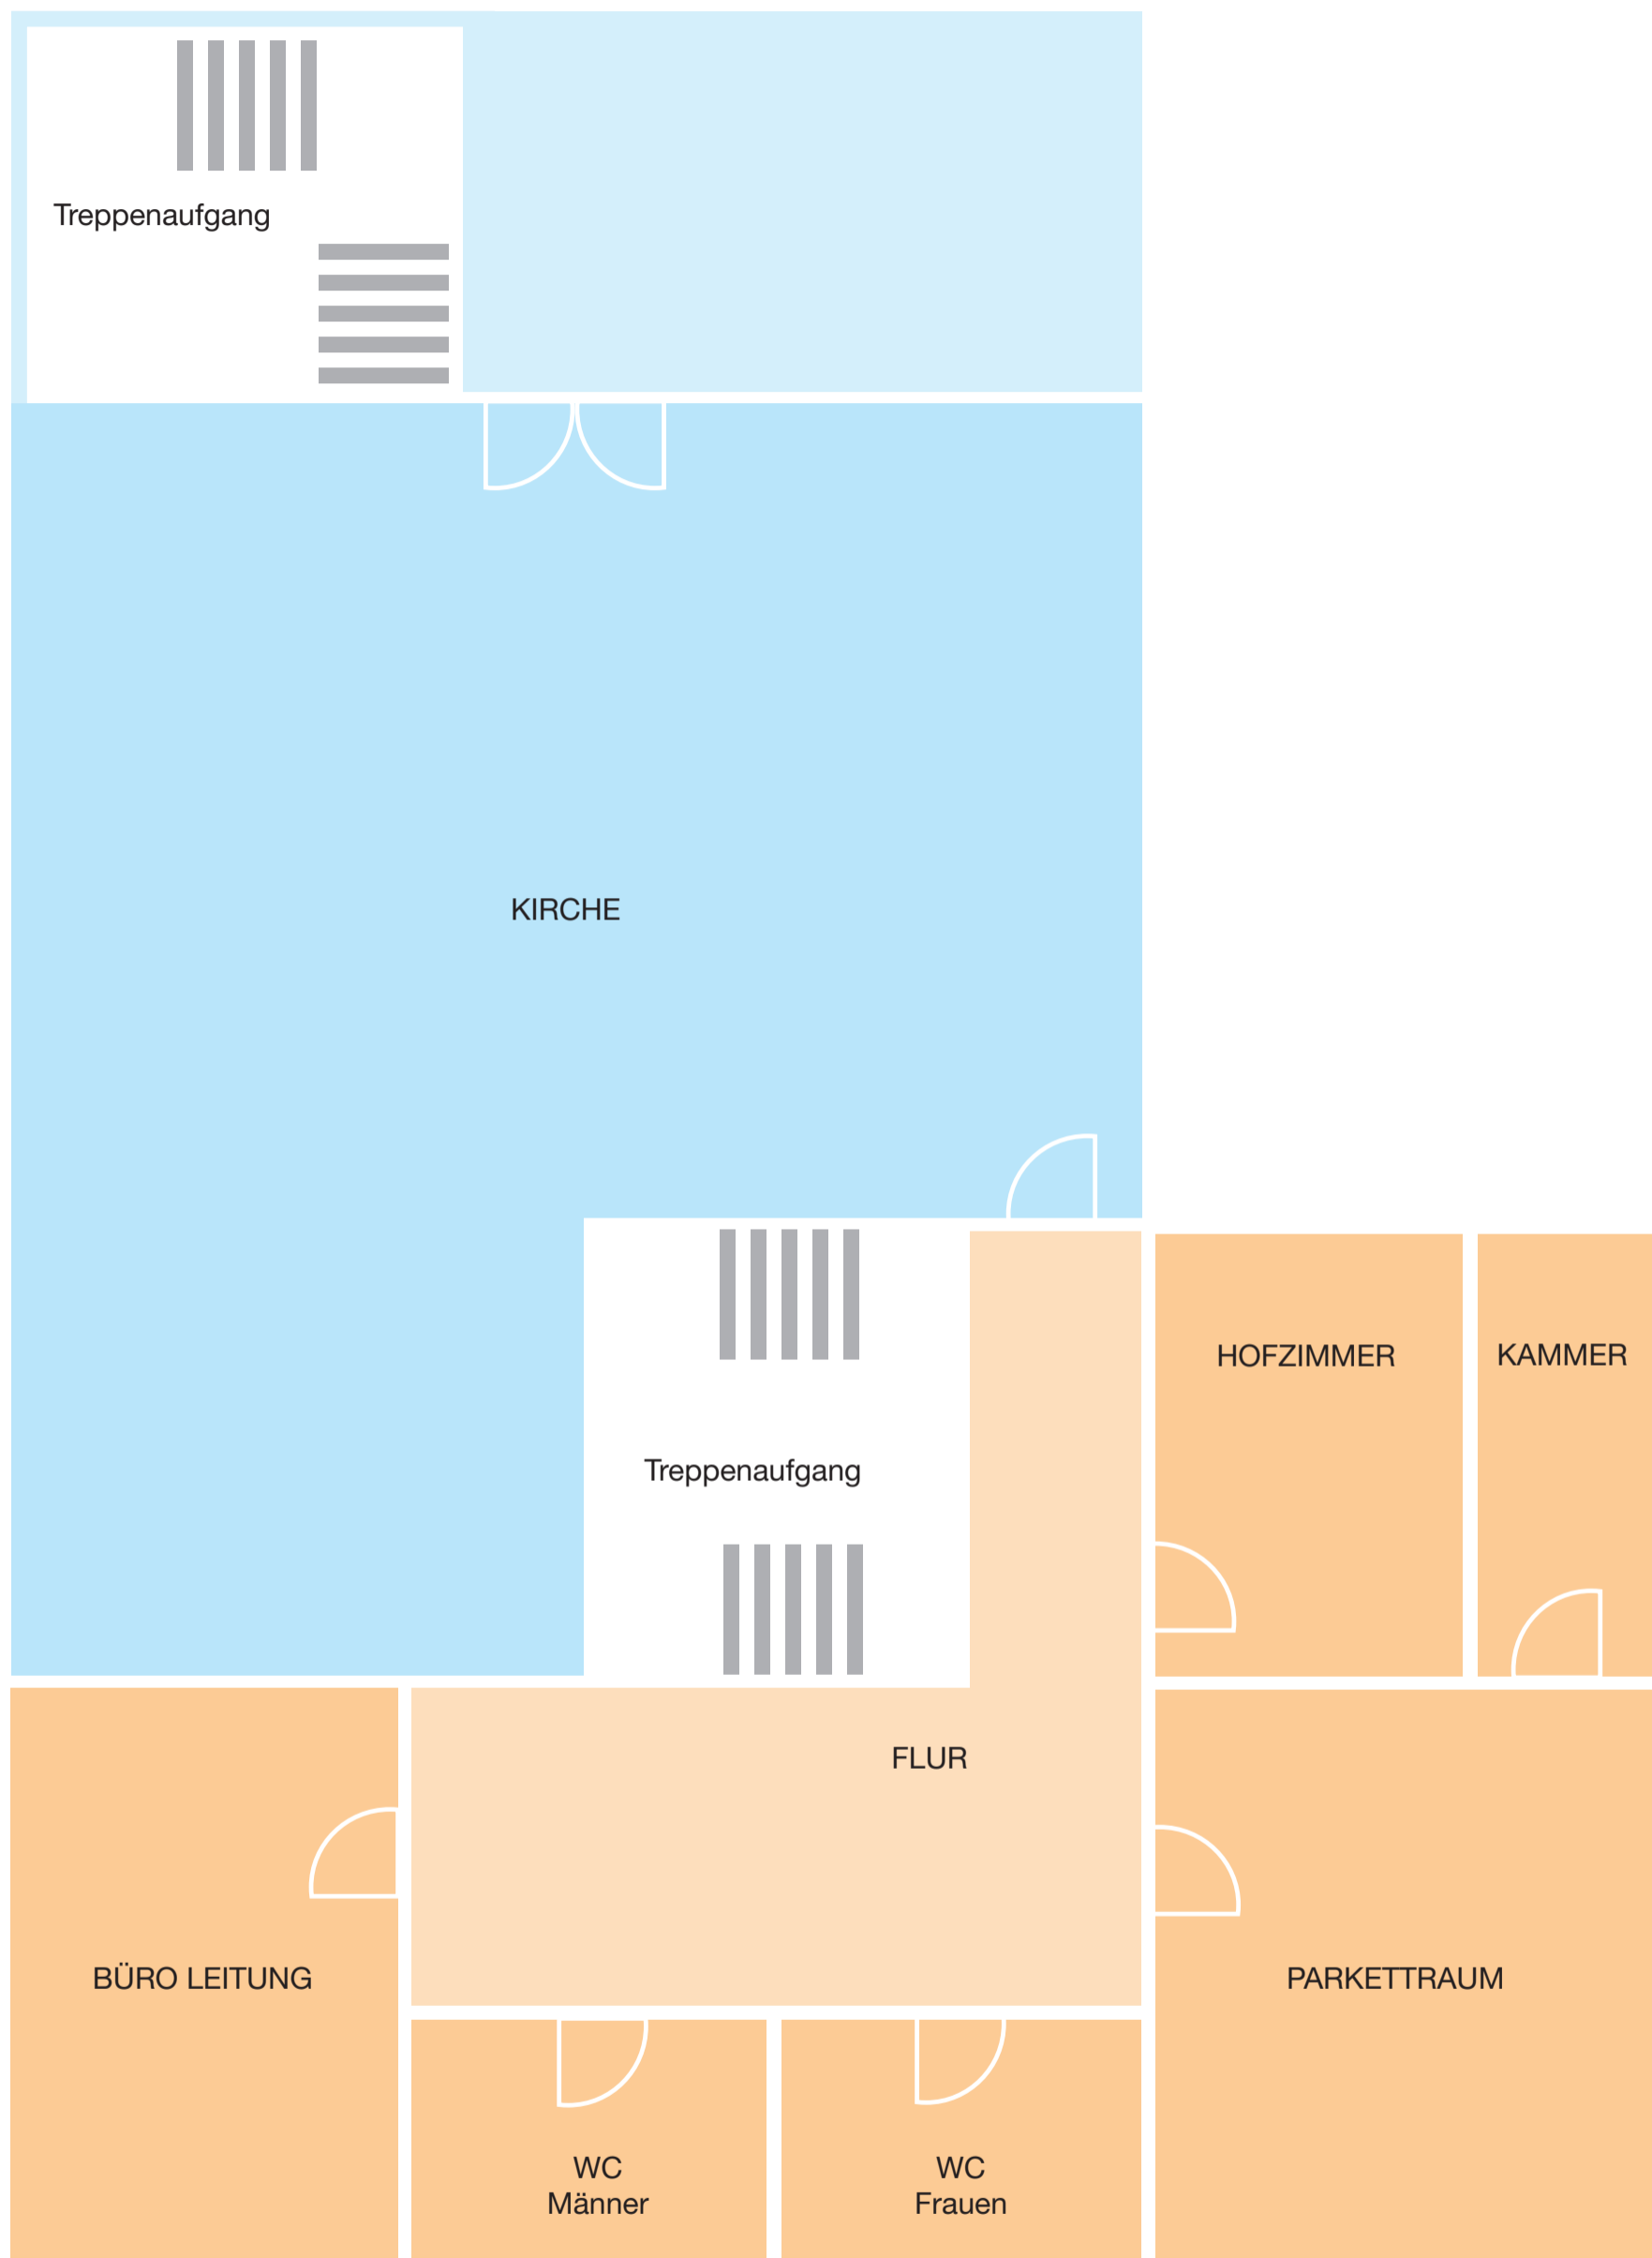 Treppenaufgang
KIRCHE
HOFZIMMER
KAMMER
Treppenaufgang
FLUR
BÜRO LEITUNG
PARKETTRAUM
WC
Männer
WC
Frauen